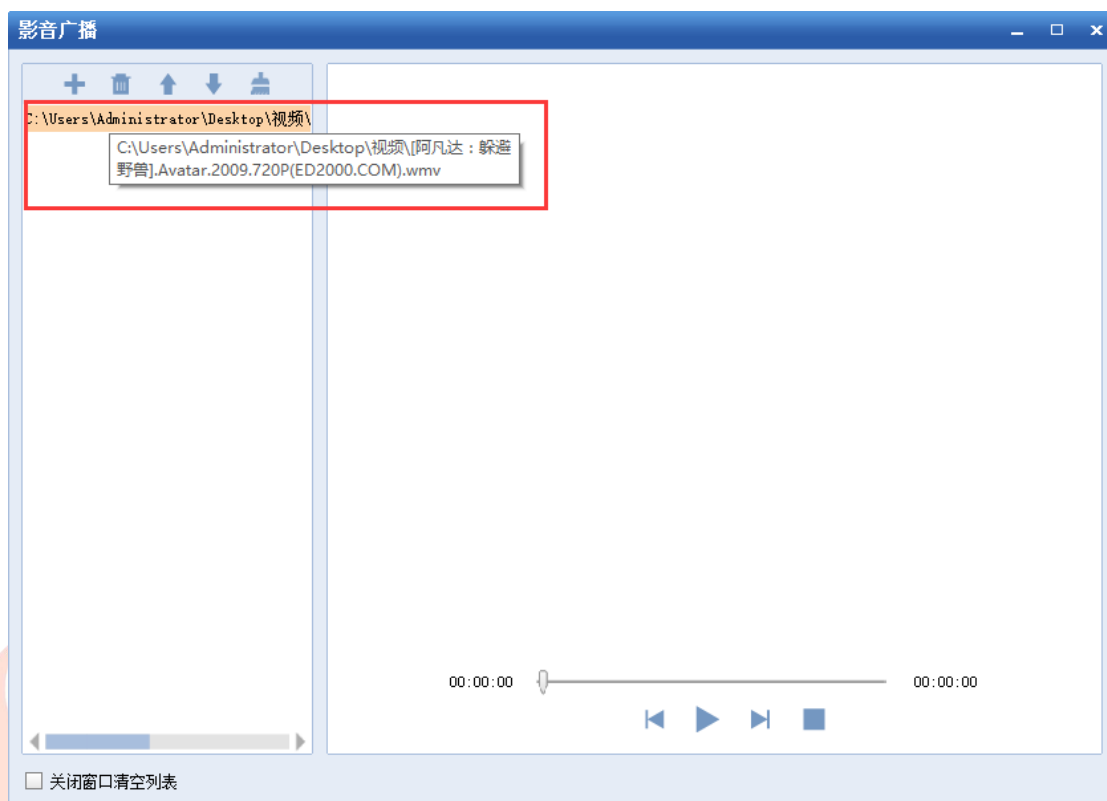 影音广播
C:\Users\Administrator\Desktop\视频\
C:\Users\Administrator\Desktop\视频\[阿凡达：躲避
野兽].Avatar.2009.720P(ED2000.COM).wmv
00:00:00
00:00:00
关闭窗口清空列表